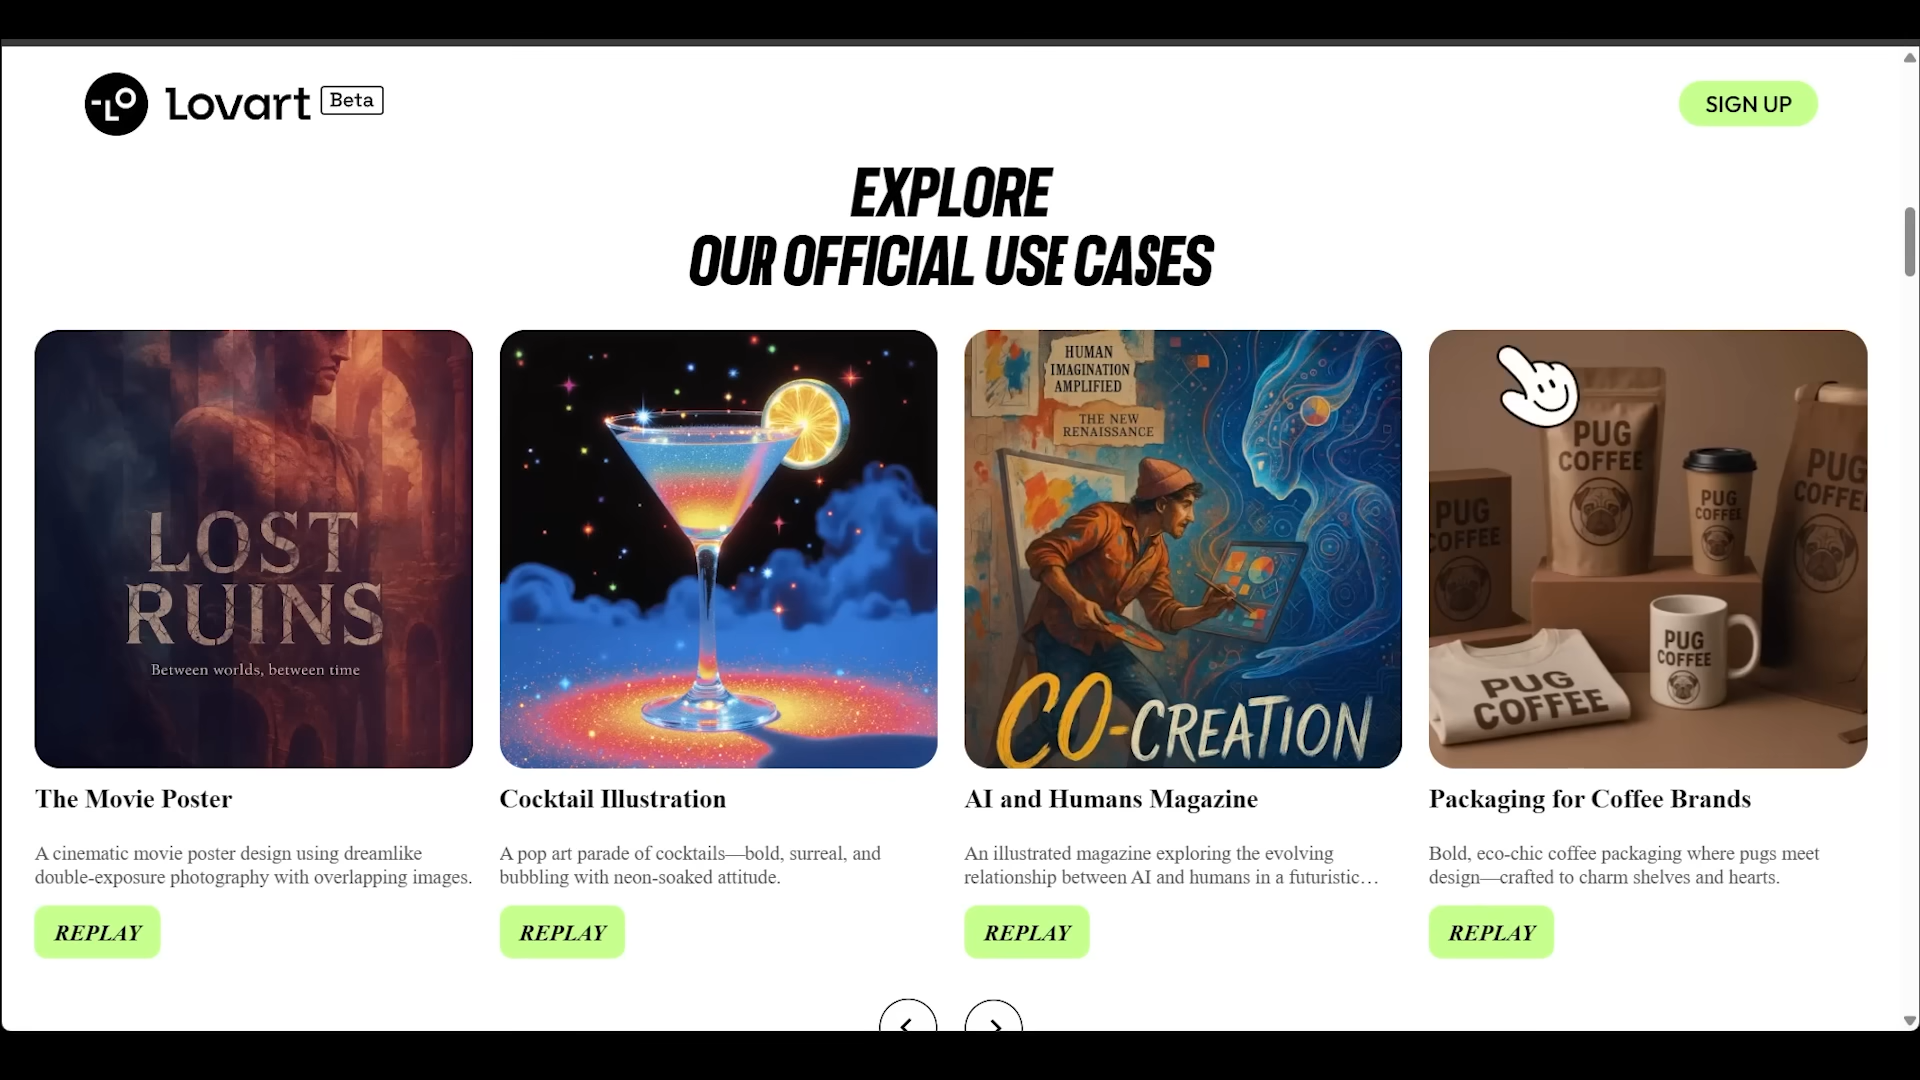 Lovart Beta
SIGN UP
EXPLORE
OUR OFFICIAL USE CASES
LOST
RUINS
Between worlds, between time
HUMAN
IMAGINATION
AMPLIFIED
THE NEW
RENAISSANCE
CO-CREATION
PUG
COFFEE
PUG
COFFEE
PUG
COFFEE
PUG
COFFEE
PUG
COFFEE
PUG
COFFEE
The Movie Poster
A cinematic movie poster design using dreamlike
double-exposure photography with overlapping images.
REPLAY
Cocktail Illustration
A pop art parade of cocktails—bold, surreal, and
bubbling with neon-soaked attitude.
REPLAY
AI and Humans Magazine
An illustrated magazine exploring the evolving
relationship between AI and humans in a futuristic…
REPLAY
Packaging for Coffee Brands
Bold, eco-chic coffee packaging where pugs meet
design—crafted to charm shelves and hearts.
REPLAY